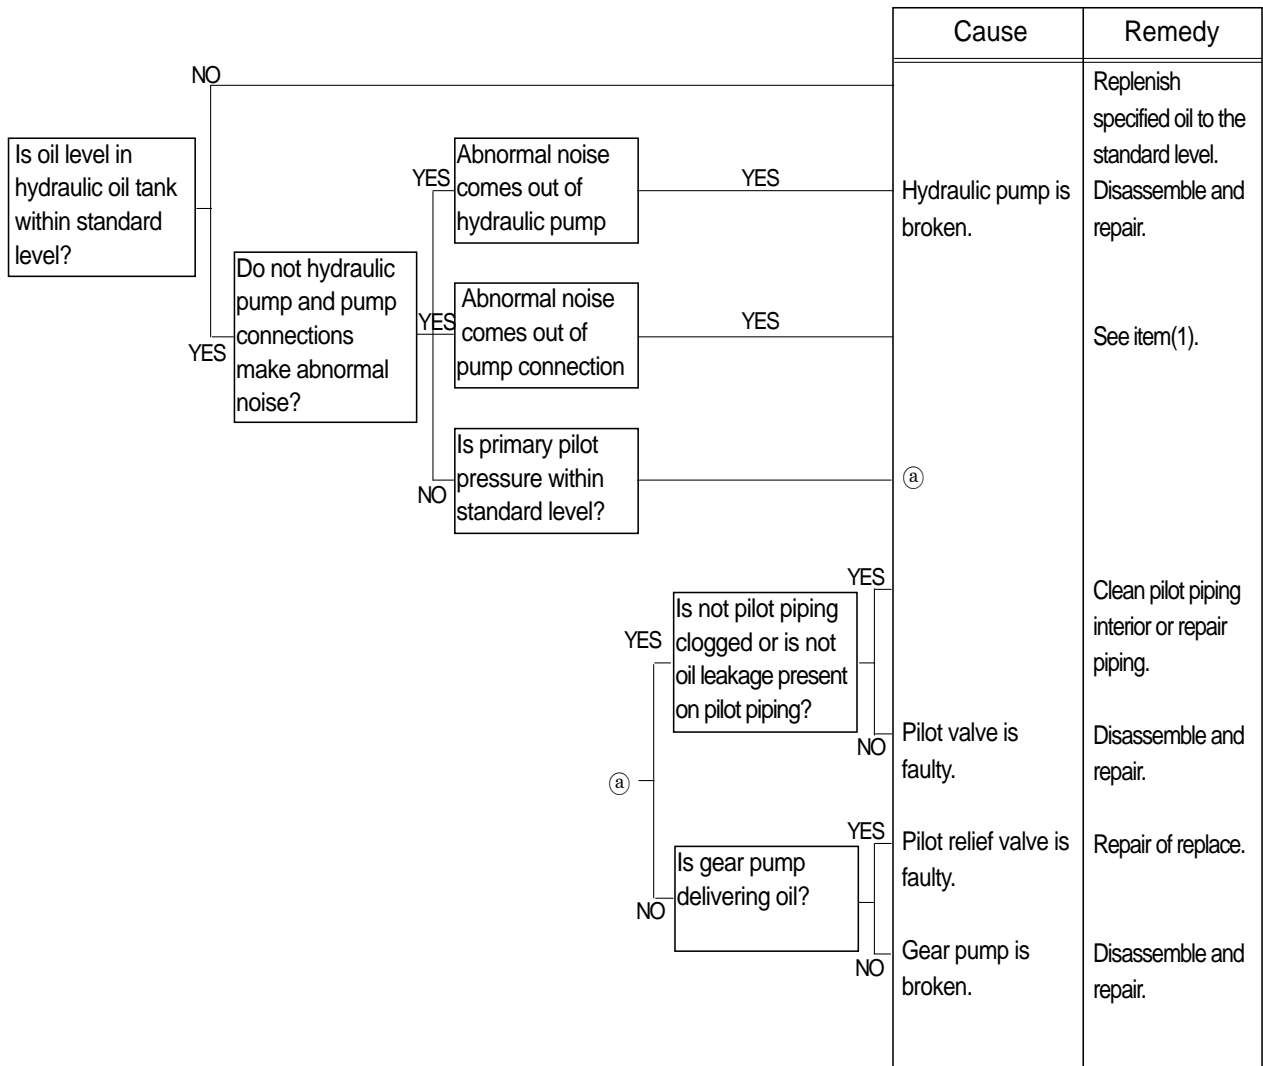 Cause
Remedy
NO
Replenish
specified oil to the
standard level.
Is oil level in
hydraulic oil tank
within standard
level?
YES
Abnormal noise
comes out of
hydraulic pump
YES
Hydraulic pump is
broken.
Disassemble and
repair.
YES
Do not hydraulic
pump and pump
connections
make abnormal
noise?
YES
Abnormal noise
comes out of
pump connection
YES
See item(1).
NO
Is primary pilot
pressure within
standard level?
ⓐ
ⓐ
YES
Is not pilot piping
clogged or is not
oil leakage present
on pilot piping?
YES
Clean pilot piping
interior or repair
piping.
NO
Pilot valve is
faulty.
Disassemble and
repair.
NO
Is gear pump
delivering oil?
YES
Pilot relief valve is
faulty.
Repair of replace.
NO
Gear pump is
broken.
Disassemble and
repair.